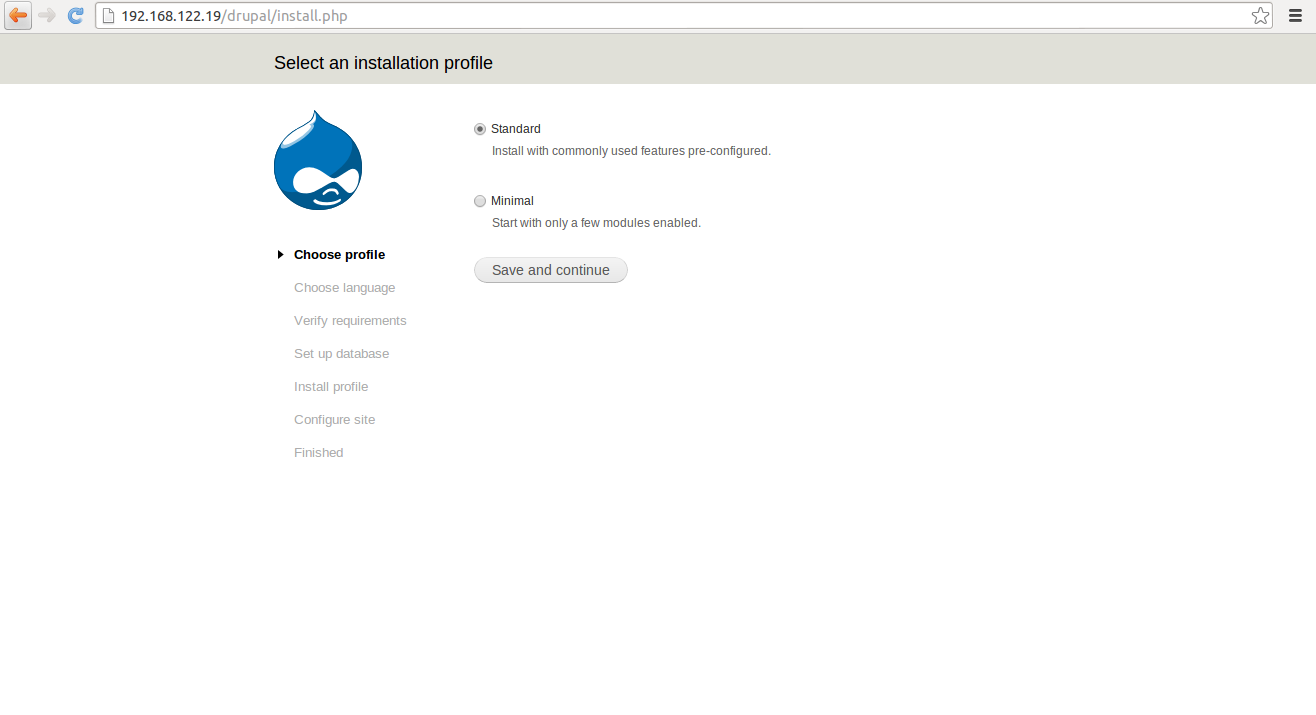 192.168.122.19/drupal/install.php
Select an installation profile
Standard
Install with commonly used features pre-configured.
Minimal
Start with only a few modules enabled.
Save and continue
Choose profile
Choose language
Verify requirements
Set up database
Install profile
Configure site
Finished